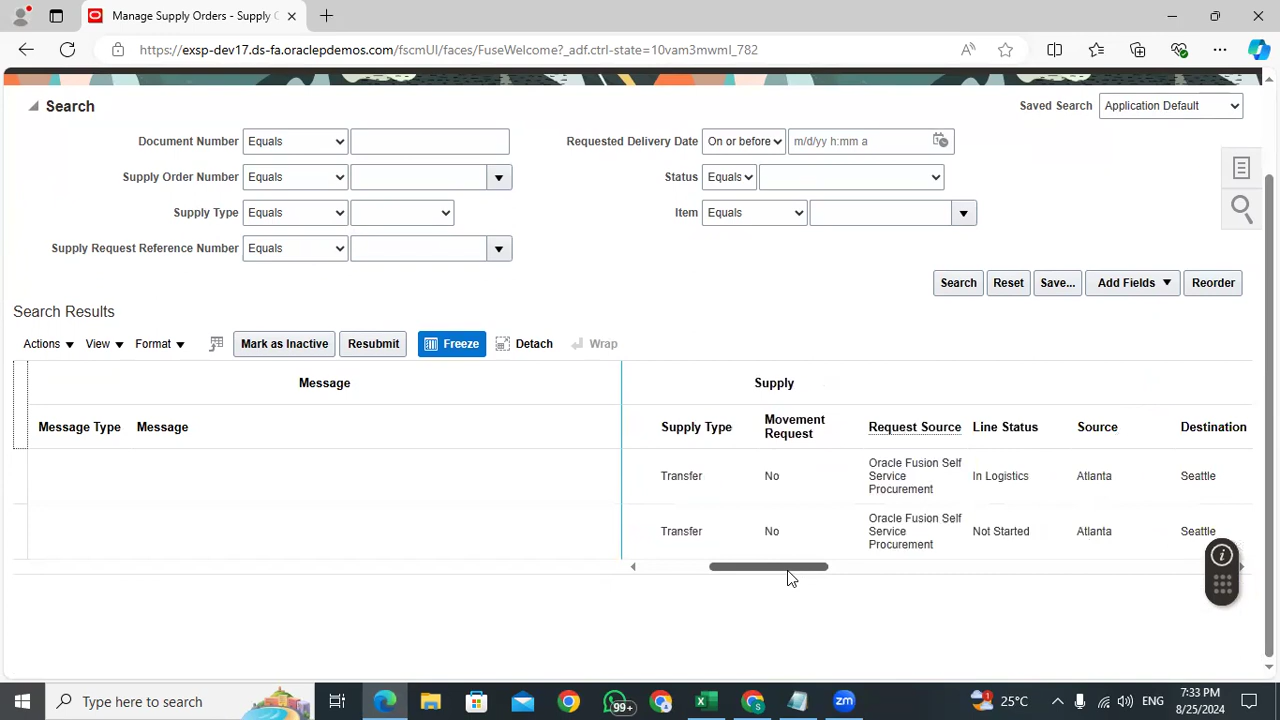 Manage Supply Orders - Supply C
https://exsp-dev17.ds-fa.oraclepdemos.com/fscmUI/faces/FuseWelcome?_adf.ctrl-state=10vam3mwml_782
Search
Saved Search Application Default
Document Number Equals
Requested Delivery Date On or before m/d/yy h:mm a
Supply Order Number Equals
Status Equals
Supply Type Equals
Item Equals
Supply Request Reference Number Equals
Search Reset Save... Add Fields Reorder
Search Results
Actions View Format Mark as Inactive Resubmit Freeze Detach Wrap
Message Supply
Message Type Message Supply Type Movement Request Request Source Line Status Source Destination
Transfer No Oracle Fusion Self Service Procurement In Logistics Atlanta Seattle
Transfer No Oracle Fusion Self Service Procurement Not Started Atlanta Seattle
Type here to search
99+
1
25°C
ENG
7:33 PM
8/25/2024